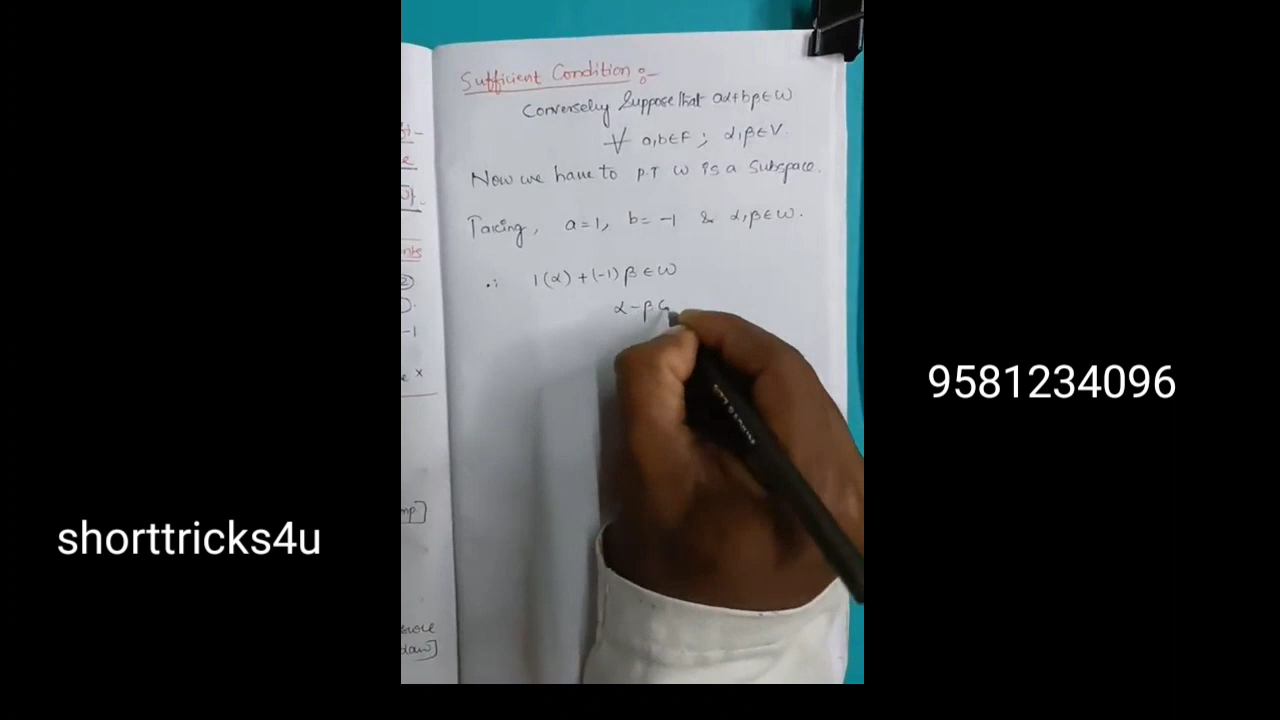 Sufficient Condition :-
Conversely Suppose that aα+bβ∈W
∀ a,b∈F ; α,β∈V.
Now we have to P.T W is a Subspace.
Taking, a=1, b= -1 & α,β∈W.
∴ 1(α) + (-1) β ∈ W
α - β
-1
x
9581234096
shorttricks4u